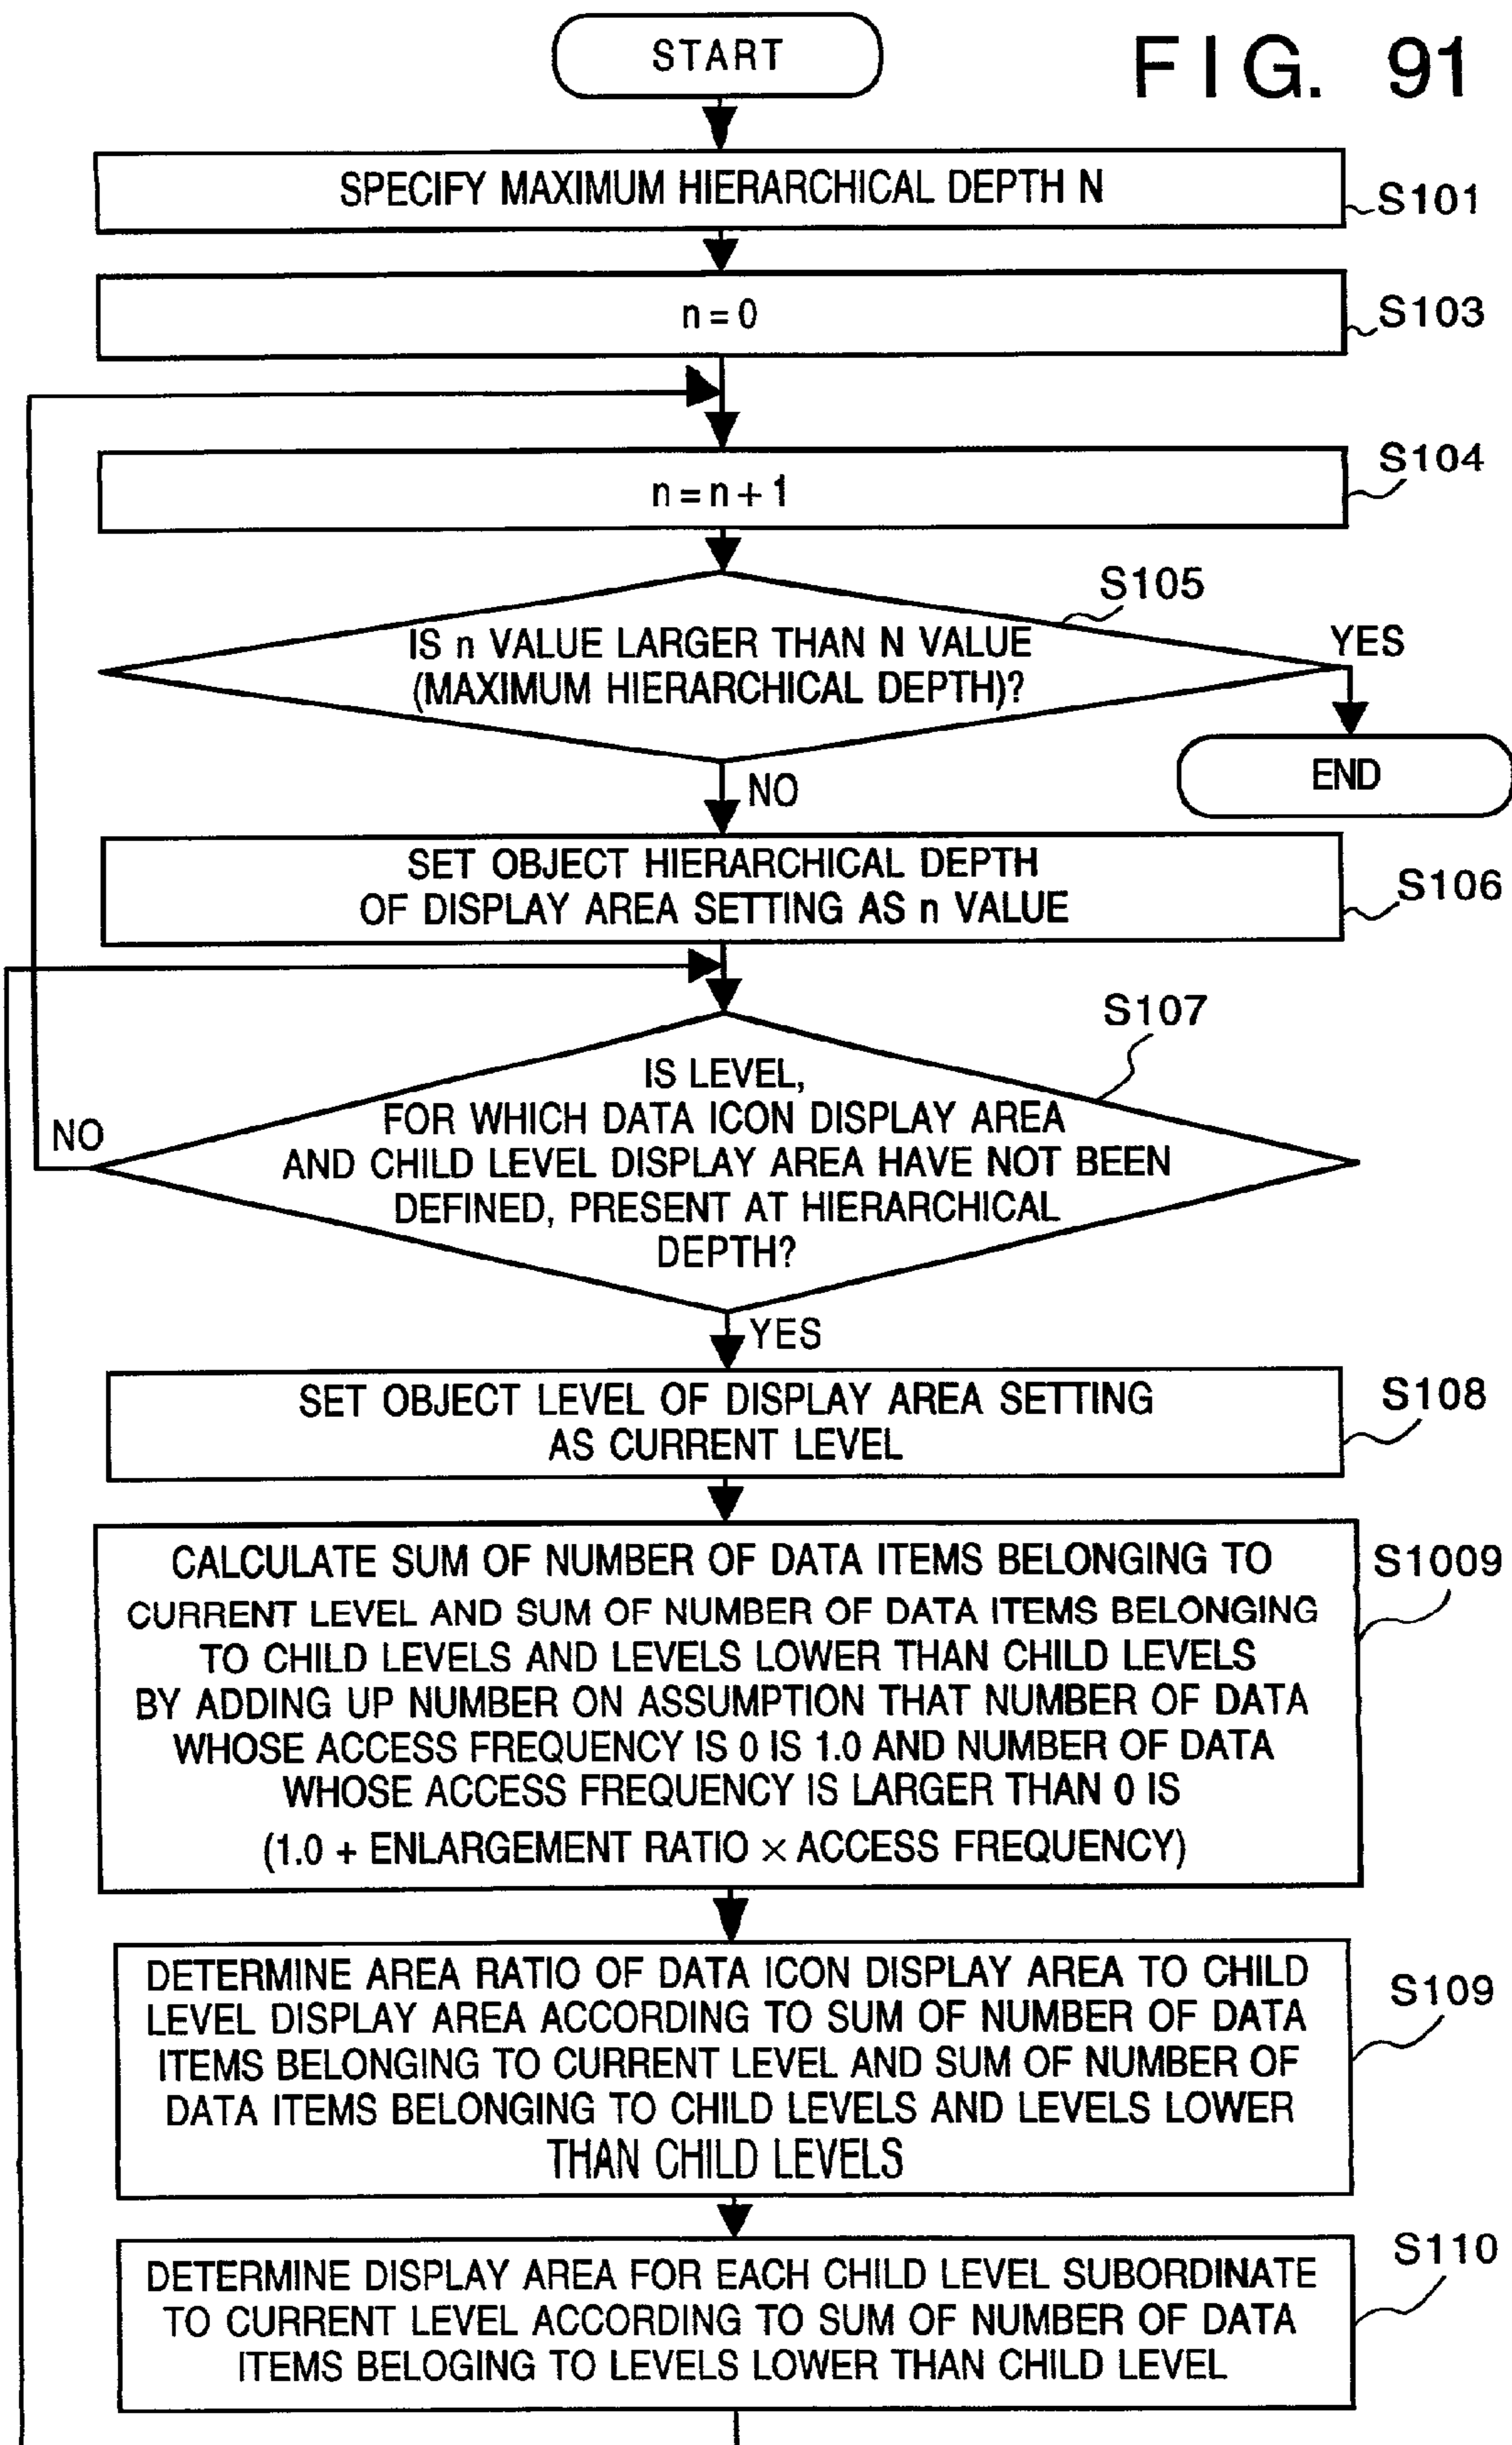 START
FIG. 91
SPECIFY MAXIMUM HIERARCHICAL DEPTH N
S101
n=0
S103
n=n+1
S104
S105
IS n VALUE LARGER THAN N VALUE
(MAXIMUM HIERARCHICAL DEPTH)?
YES
END
NO
SET OBJECT HIERARCHICAL DEPTH
OF DISPLAY AREA SETTING AS n VALUE
S106
S107
IS LEVEL,
FOR WHICH DATA ICON DISPLAY AREA
AND CHILD LEVEL DISPLAY AREA HAVE NOT BEEN
DEFINED, PRESENT AT HIERARCHICAL
DEPTH?
NO
YES
SET OBJECT LEVEL OF DISPLAY AREA SETTING
AS CURRENT LEVEL
S108
CALCULATE SUM OF NUMBER OF DATA ITEMS BELONGING TO
CURRENT LEVEL AND SUM OF NUMBER OF DATA ITEMS BELONGING
TO CHILD LEVELS AND LEVELS LOWER THAN CHILD LEVELS
BY ADDING UP NUMBER ON ASSUMPTION THAT NUMBER OF DATA
WHOSE ACCESS FREQUENCY IS 0 IS 1.0 AND NUMBER OF DATA
WHOSE ACCESS FREQUENCY IS LARGER THAN 0 IS
(1.0 + ENLARGEMENT RATIO × ACCESS FREQUENCY)
S1009
DETERMINE AREA RATIO OF DATA ICON DISPLAY AREA TO CHILD
LEVEL DISPLAY AREA ACCORDING TO SUM OF NUMBER OF DATA
ITEMS BELONGING TO CURRENT LEVEL AND SUM OF NUMBER OF
DATA ITEMS BELONGING TO CHILD LEVELS AND LEVELS LOWER
THAN CHILD LEVELS
S109
DETERMINE DISPLAY AREA FOR EACH CHILD LEVEL SUBORDINATE
TO CURRENT LEVEL ACCORDING TO SUM OF NUMBER OF DATA
ITEMS BELOGING TO LEVELS LOWER THAN CHILD LEVEL
S110